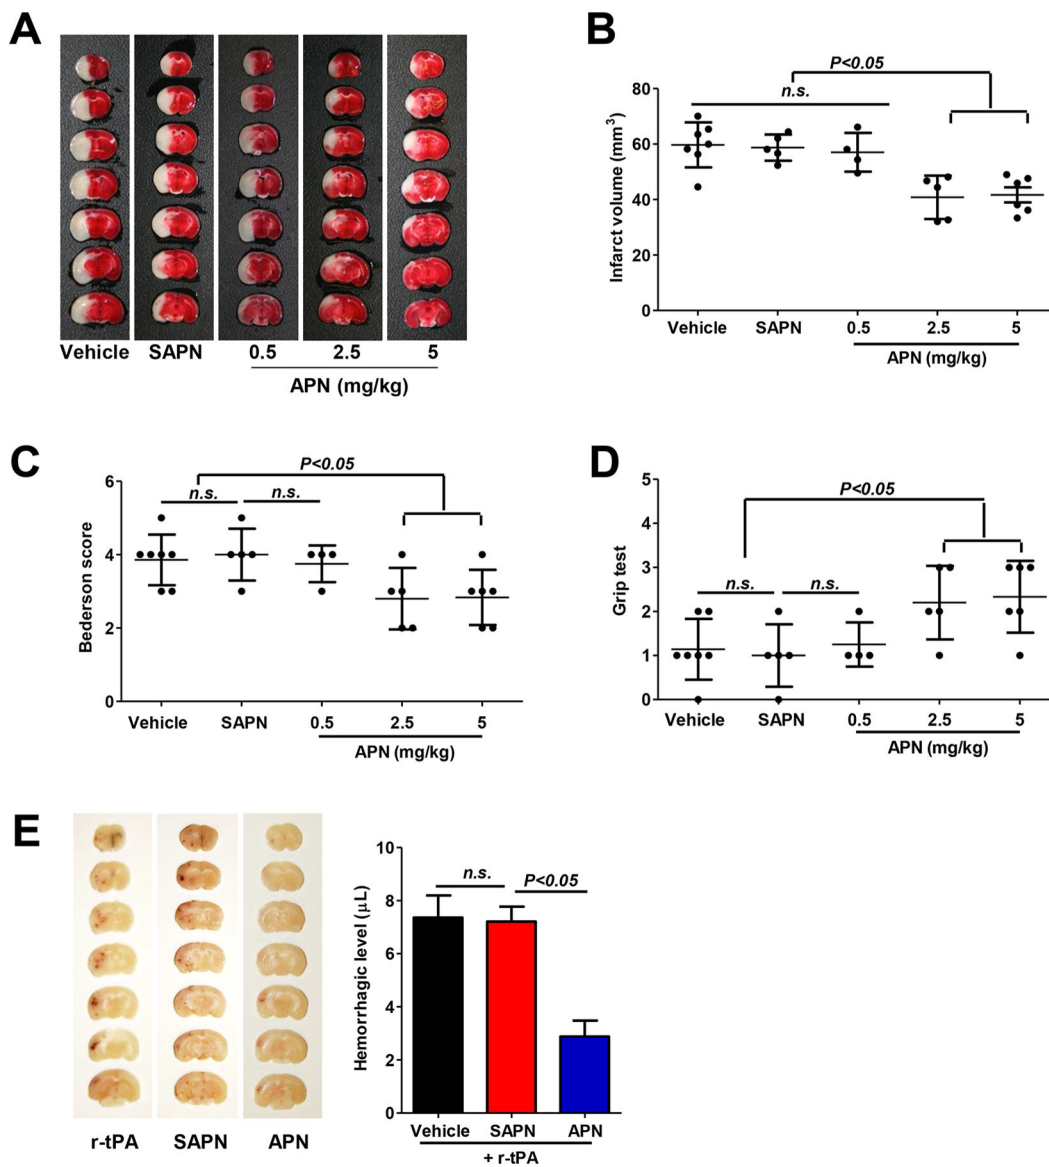 A
Vehicle SAPN 0.5 2.5 5
APN (mg/kg)
B
P<0.05
n.s.
Infarct volume (mm³)
80
60
40
20
0
Vehicle SAPN 0.5 2.5 5
APN (mg/kg)
C
P<0.05
n.s. n.s.
Bederson score
6
4
2
0
Vehicle SAPN 0.5 2.5 5
APN (mg/kg)
D
P<0.05
n.s. n.s.
Grip test
5
4
3
2
1
0
Vehicle SAPN 0.5 2.5 5
APN (mg/kg)
E
r-tPA SAPN APN
n.s. P<0.05
Hemorrhagic level (μL)
10
8
6
4
2
0
Vehicle SAPN APN
+ r-tPA